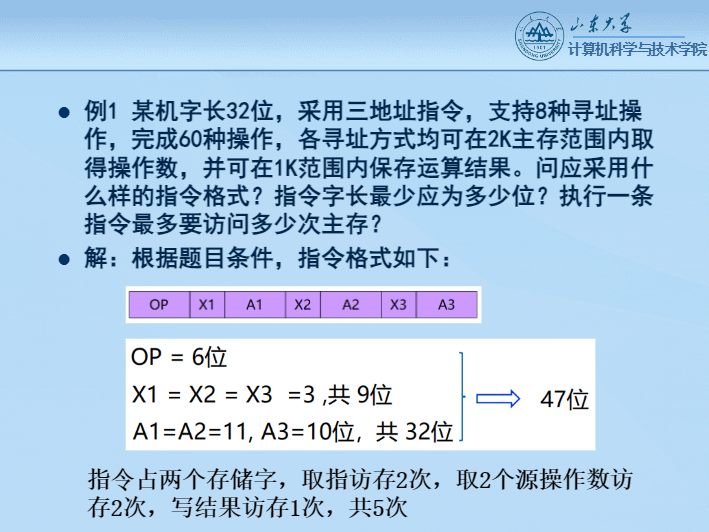 山东大学
SHANDONG UNIVERSITY
1901
计算机科学与技术学院
● 例1 某机字长32位，采用三地址指令，支持8种寻址操
作，完成60种操作，各寻址方式均可在2K主存范围内取
得操作数，并可在1K范围内保存运算结果。问应采用什
么样的指令格式？指令字长最少应为多少位？执行一条
指令最多要访问多少次主存？
● 解：根据题目条件，指令格式如下：
OP X1 A1 X2 A2 X3 A3
OP = 6位
X1 = X2 = X3 =3 ,共 9位
A1=A2=11, A3=10位, 共 32位
47位
指令占两个存储字，取指访存2次，取2个源操作数访
存2次，写结果访存1次，共5次